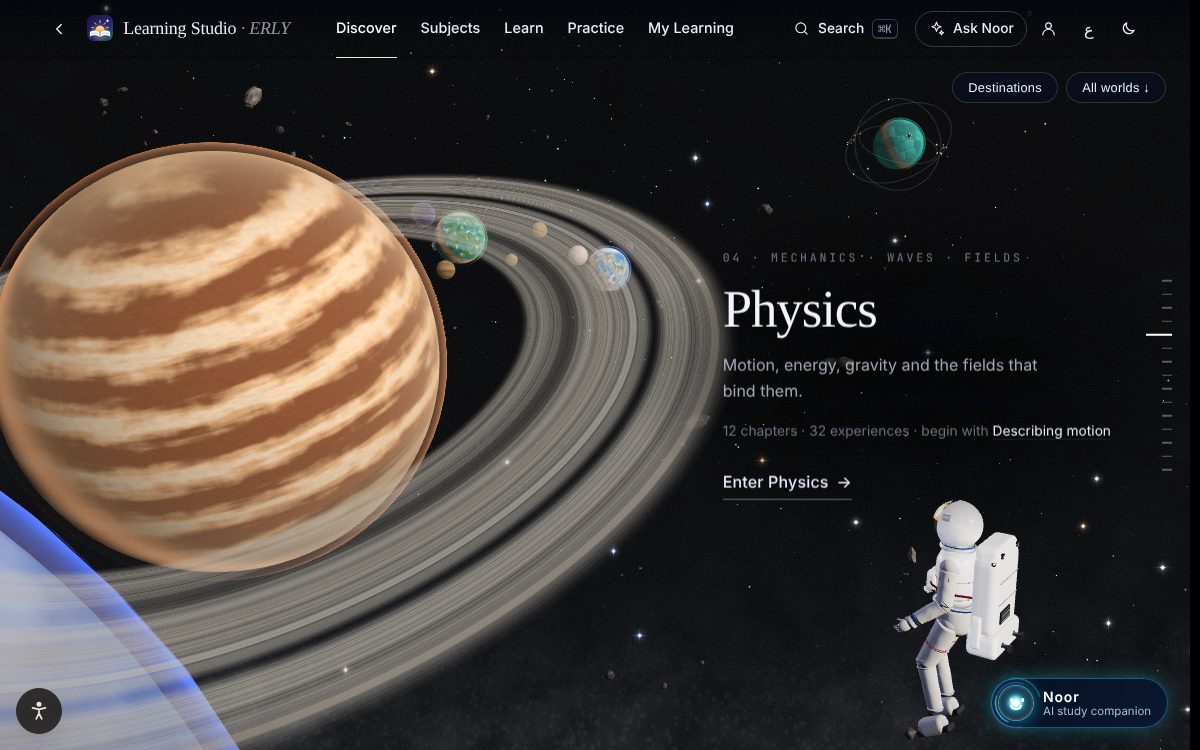 Learning Studio · ERLY
Discover
Subjects
Learn
Practice
My Learning
Search ⌘K
Ask Noor
ع
Destinations
All worlds ↓
04 · MECHANICS · WAVES · FIELDS
Physics
Motion, energy, gravity and the fields that
bind them.
12 chapters · 32 experiences · begin with Describing motion
Enter Physics →
Noor
AI study companion